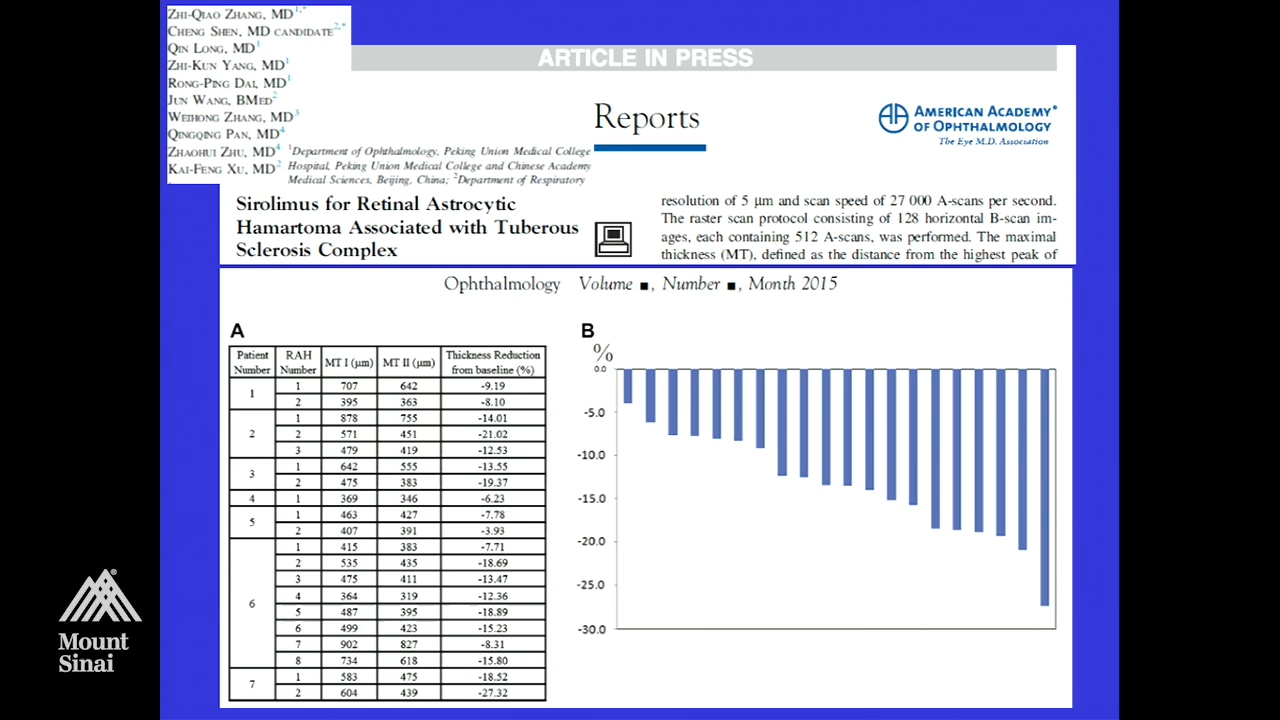 ZHI-QIAO ZHANG, MD1,*
CHENG SHEN, MD CANDIDATE2,*
QIN LONG, MD1
ZHI-KUN YANG, MD1
RONG-PING DAI, MD1
JUN WANG, BMED2
WEIHONG ZHANG, MD3
QINGQING PAN, MD4
ZHAOHUI ZHU, MD4
KAI-FENG XU, MD2
1Department of Ophthalmology, Peking Union Medical College
Hospital, Peking Union Medical College and Chinese Academy
Medical Sciences, Beijing, China; 2Department of Respiratory
ARTICLE IN PRESS
Reports
AMERICAN ACADEMY®
OF OPHTHALMOLOGY
The Eye M.D. Association
Sirolimus for Retinal Astrocytic
Hamartoma Associated with Tuberous
Sclerosis Complex
resolution of 5 μm and scan speed of 27 000 A-scans per second.
The raster scan protocol consisting of 128 horizontal B-scan im-
ages, each containing 512 A-scans, was performed. The maximal
thickness (MT), defined as the distance from the highest peak of
Ophthalmology Volume ■, Number ■, Month 2015
A
Patient Number RAH Number MT I (μm) MT II (μm) Thickness Reduction from baseline (%)
1 1 707 642 -9.19
2 395 363 -8.10
2 1 878 755 -14.01
2 571 451 -21.02
3 479 419 -12.53
3 1 642 555 -13.55
2 475 383 -19.37
4 1 369 346 -6.23
5 1 463 427 -7.78
2 407 391 -3.93
6 1 415 383 -7.71
2 535 435 -18.69
3 475 411 -13.47
4 364 319 -12.36
5 487 395 -18.89
6 499 423 -15.23
7 902 827 -8.31
8 734 618 -15.80
7 1 583 475 -18.52
2 604 439 -27.32
B
%
0.0
-5.0
-10.0
-15.0
-20.0
-25.0
-30.0
Mount
Sinai